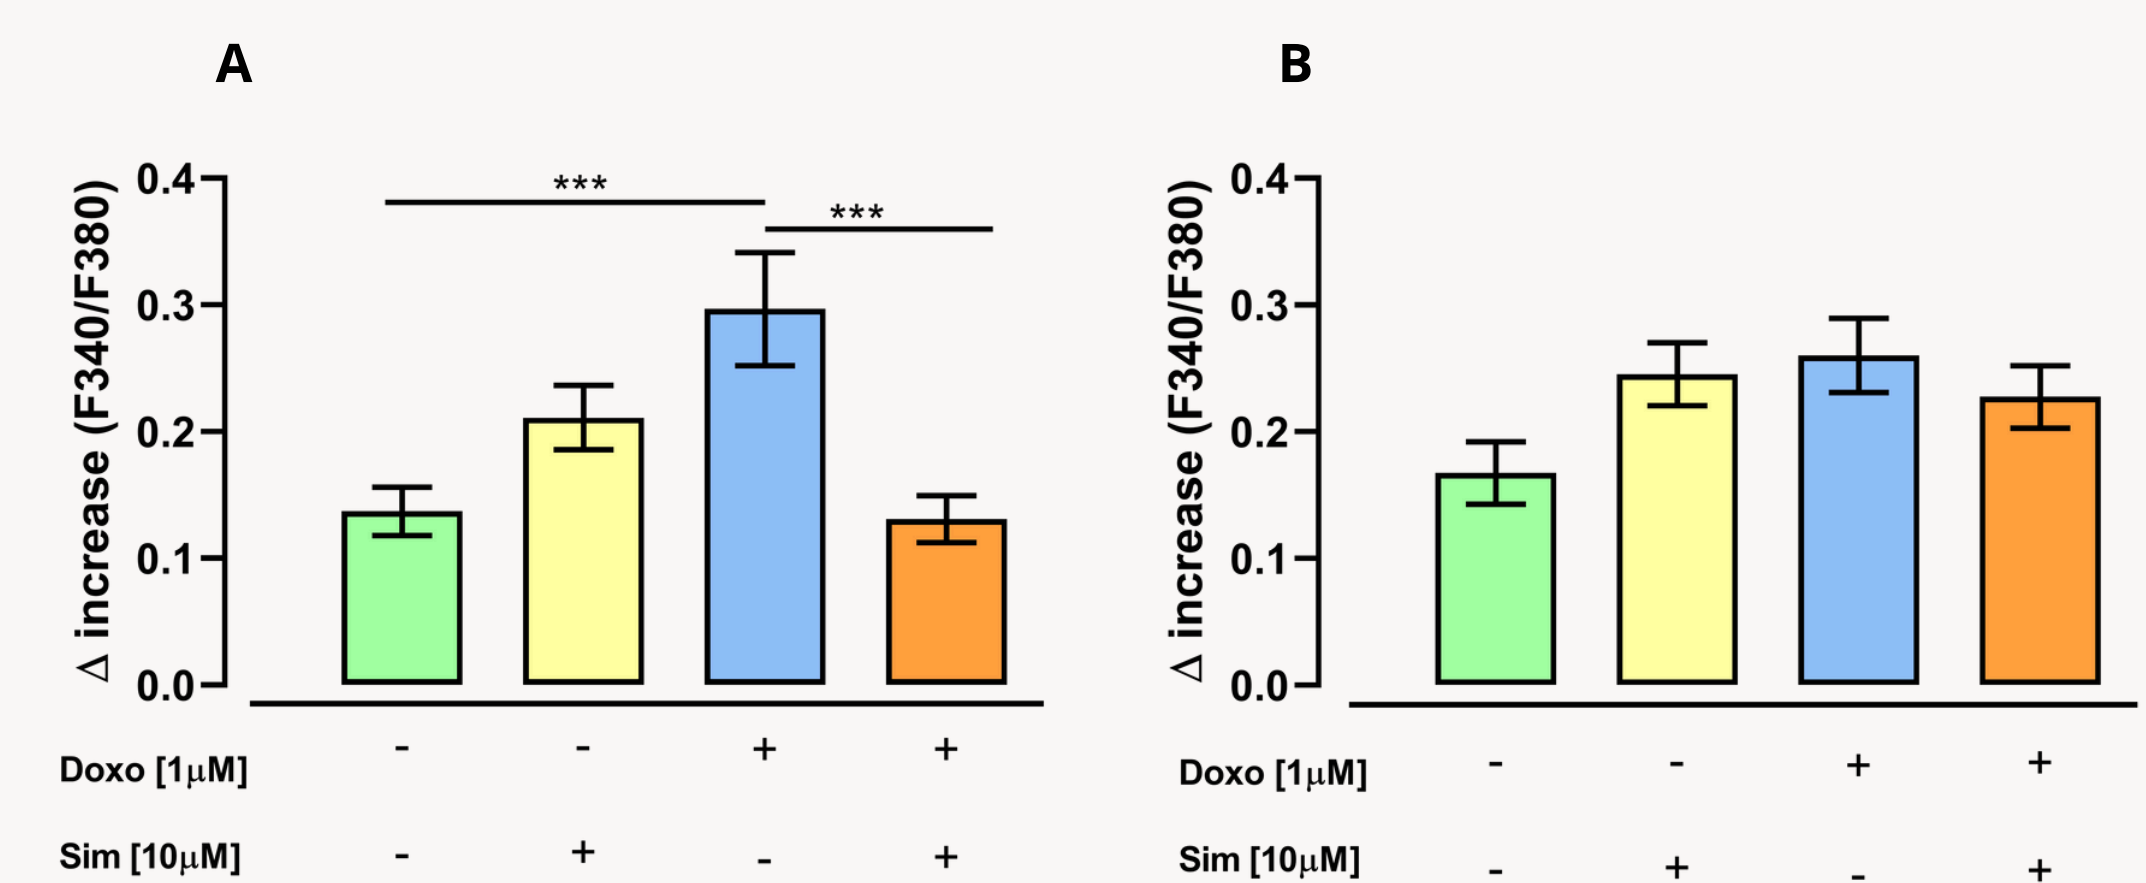 A
Δ increase (F340/F380)
0.4
0.3
0.2
0.1
0.0
***
***
Doxo [1μM] - - + +
Sim [10μM] - + - +
B
Δ increase (F340/F380)
0.4
0.3
0.2
0.1
0.0
Doxo [1μM] - - + +
Sim [10μM] - + - +